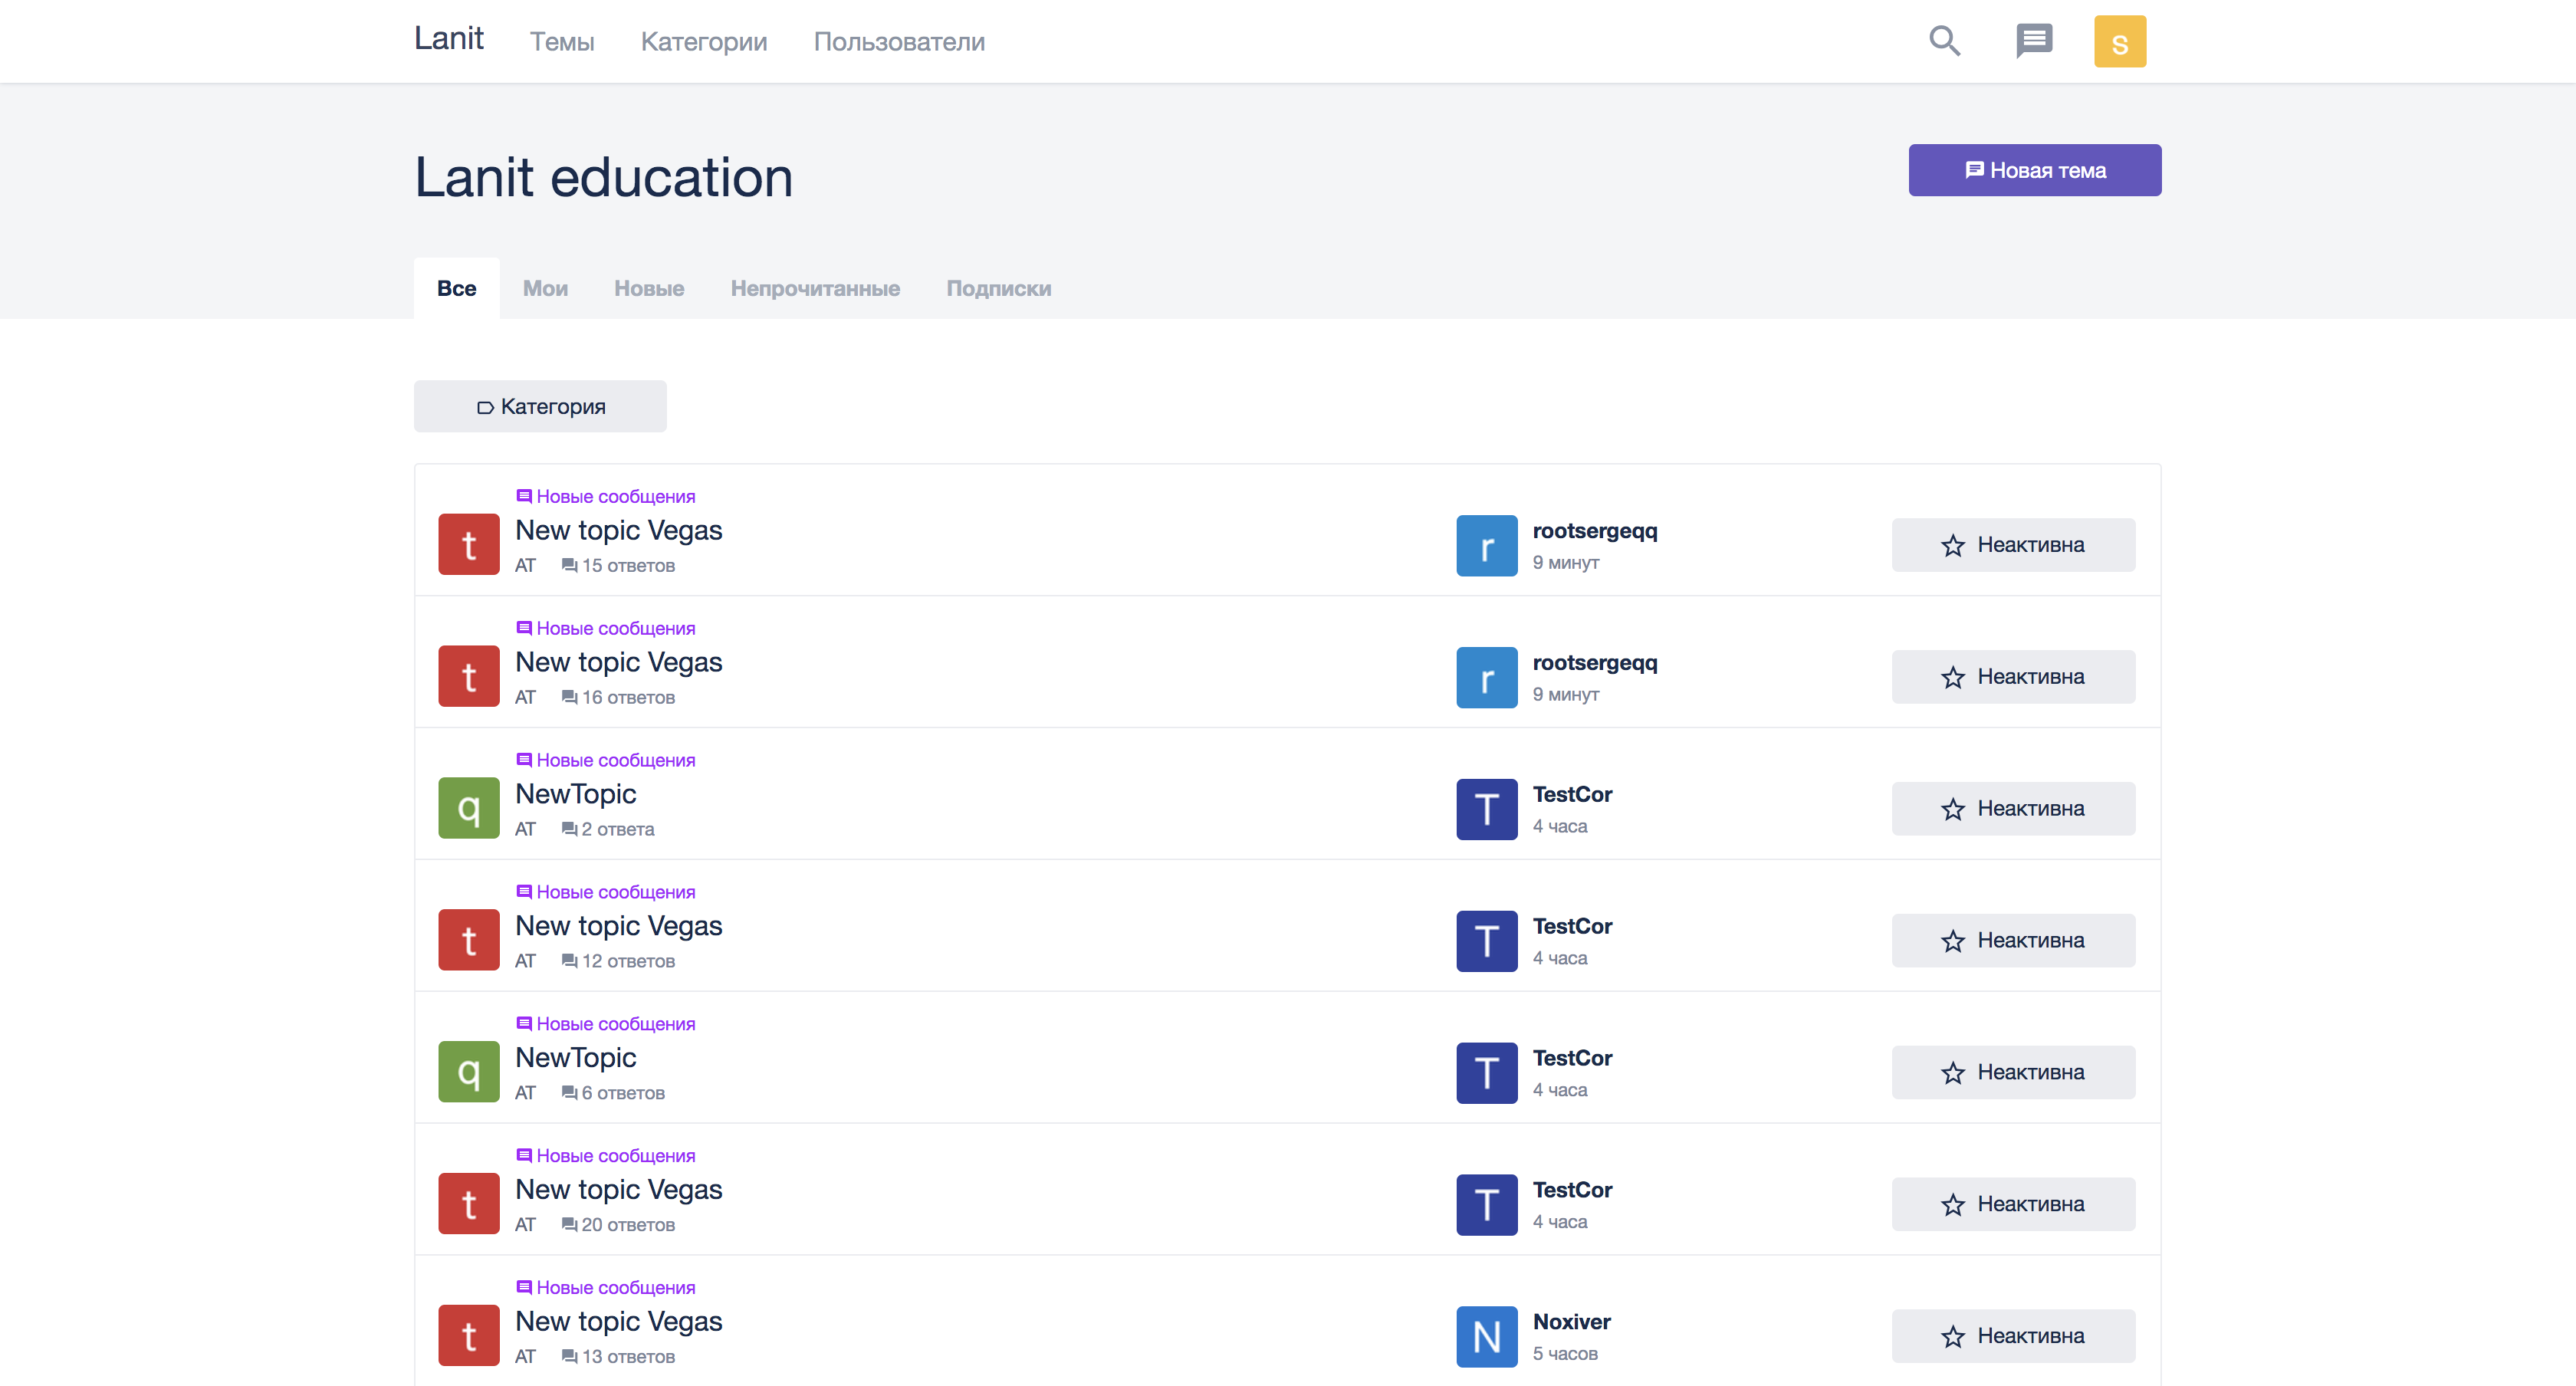 Lanit Темы Категории Пользователи S
Lanit education
Новая тема
Все Мои Новые Непрочитанные Подписки
Категория
Новые сообщения
t New topic Vegas r rootsergeqq Неактивна
AT 15 ответов 9 минут
Новые сообщения
t New topic Vegas r rootsergeqq Неактивна
AT 16 ответов 9 минут
Новые сообщения
q NewTopic T TestCor Неактивна
AT 2 ответа 4 часа
Новые сообщения
t New topic Vegas T TestCor Неактивна
AT 12 ответов 4 часа
Новые сообщения
q NewTopic T TestCor Неактивна
AT 6 ответов 4 часа
Новые сообщения
t New topic Vegas T TestCor Неактивна
AT 20 ответов 4 часа
Новые сообщения
t New topic Vegas N Noxiver Неактивна
AT 13 ответов 5 часов